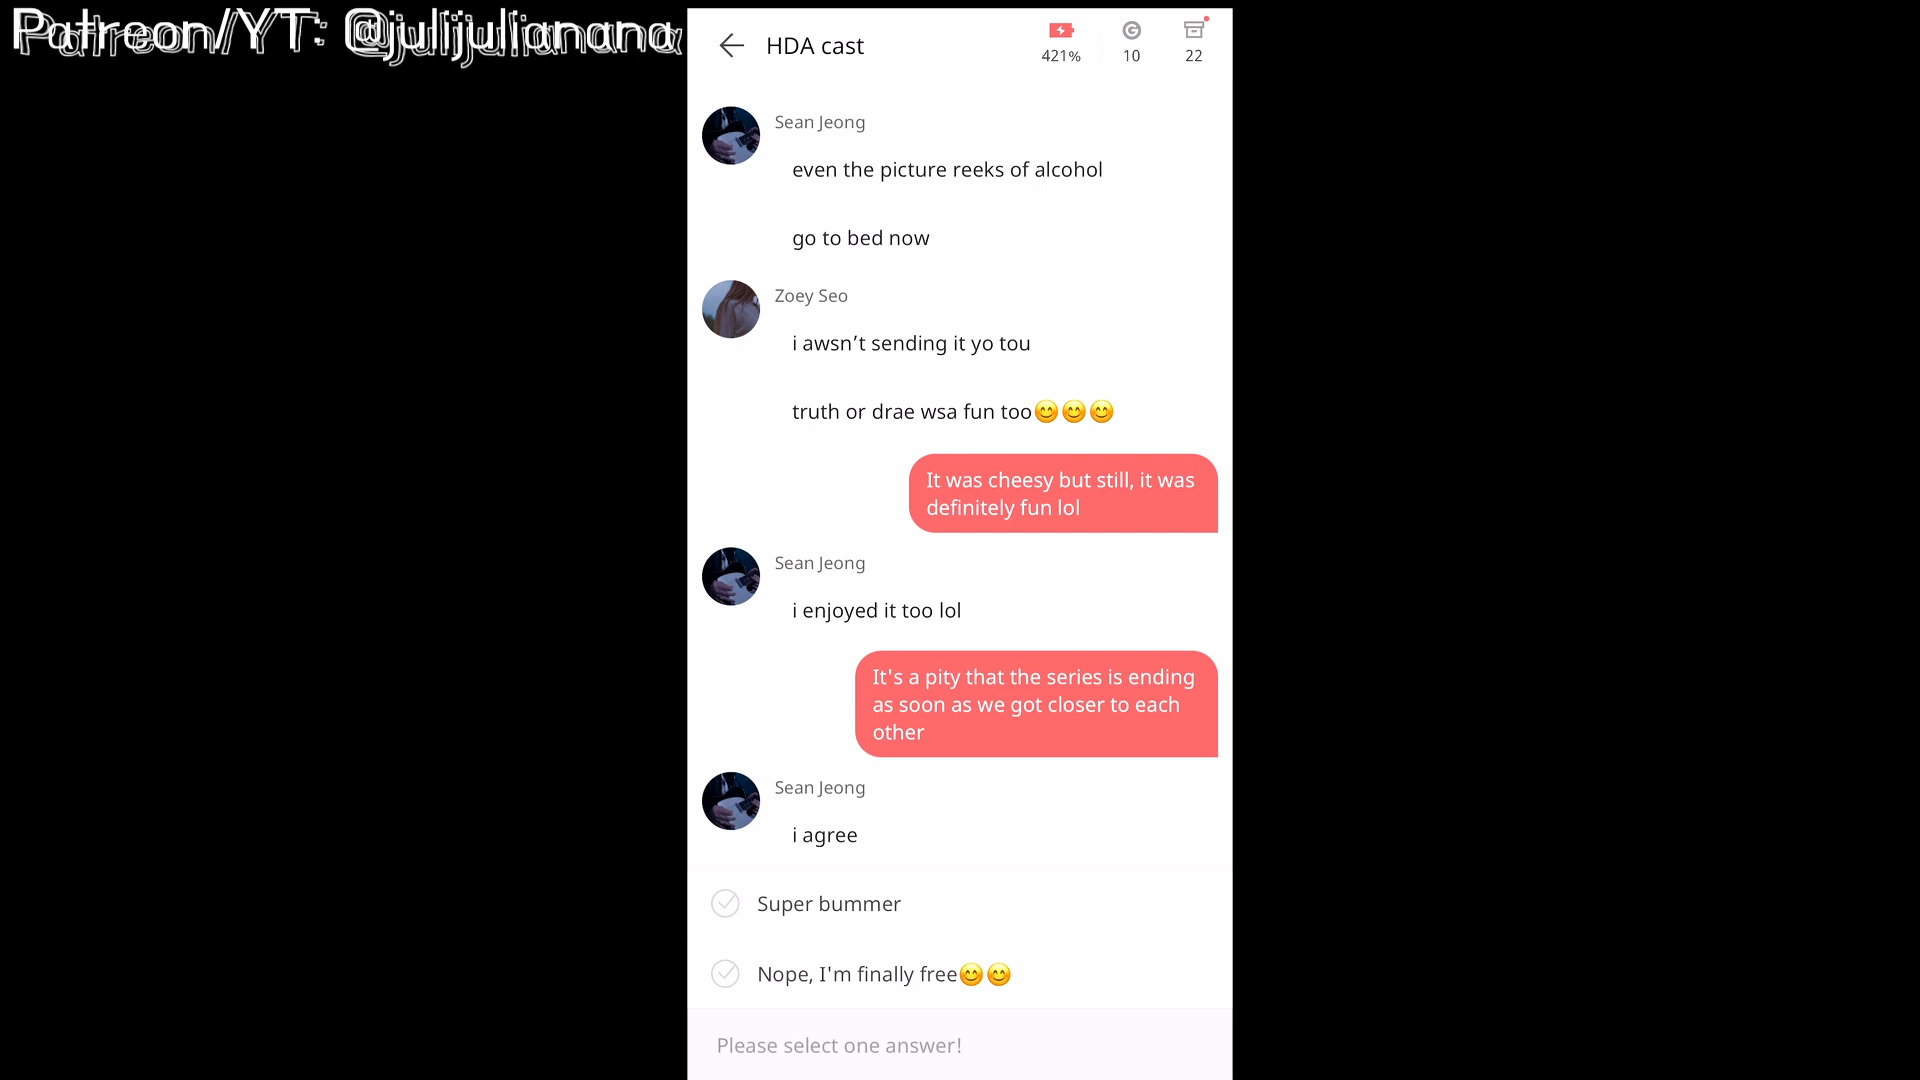 Patreon/YT: @julijulianana
HDA cast
421%
10
22
Sean Jeong
even the picture reeks of alcohol
go to bed now
Zoey Seo
i awsn’t sending it yo tou
truth or drae wsa fun too😊😊😊
It was cheesy but still, it was
definitely fun lol
Sean Jeong
i enjoyed it too lol
It's a pity that the series is ending
as soon as we got closer to each
other
Sean Jeong
i agree
Super bummer
Nope, I'm finally free😊😊
Please select one answer!